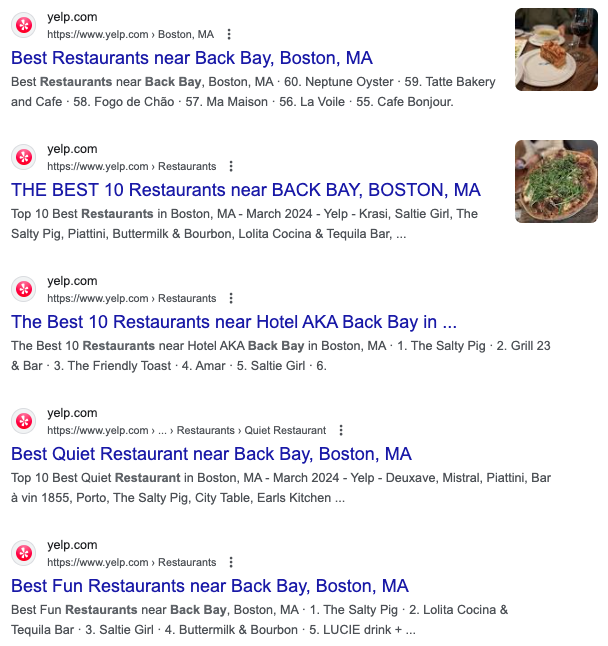 yelp.com
https://www.yelp.com › Boston, MA
Best Restaurants near Back Bay, Boston, MA
Best Restaurants near Back Bay, Boston, MA · 60. Neptune Oyster · 59. Tatte Bakery
and Cafe · 58. Fogo de Chão · 57. Ma Maison · 56. La Voile · 55. Cafe Bonjour.
yelp.com
https://www.yelp.com › Restaurants
THE BEST 10 Restaurants near BACK BAY, BOSTON, MA
Top 10 Best Restaurants in Boston, MA - March 2024 - Yelp - Krasi, Saltie Girl, The
Salty Pig, Piattini, Buttermilk & Bourbon, Lolita Cocina & Tequila Bar, ...
yelp.com
https://www.yelp.com › Restaurants
The Best 10 Restaurants near Hotel AKA Back Bay in ...
The Best 10 Restaurants near Hotel AKA Back Bay in Boston, MA · 1. The Salty Pig · 2. Grill 23
& Bar · 3. The Friendly Toast · 4. Amar · 5. Saltie Girl · 6.
yelp.com
https://www.yelp.com › ... › Restaurants › Quiet Restaurant
Best Quiet Restaurant near Back Bay, Boston, MA
Top 10 Best Quiet Restaurant in Boston, MA - March 2024 - Yelp - Deuxave, Mistral, Piattini, Bar
à vin 1855, Porto, The Salty Pig, City Table, Earls Kitchen ...
yelp.com
https://www.yelp.com › Restaurants
Best Fun Restaurants near Back Bay, Boston, MA
Best Fun Restaurants near Back Bay, Boston, MA · 1. The Salty Pig · 2. Lolita Cocina &
Tequila Bar · 3. Saltie Girl · 4. Buttermilk & Bourbon · 5. LUCIE drink + ...